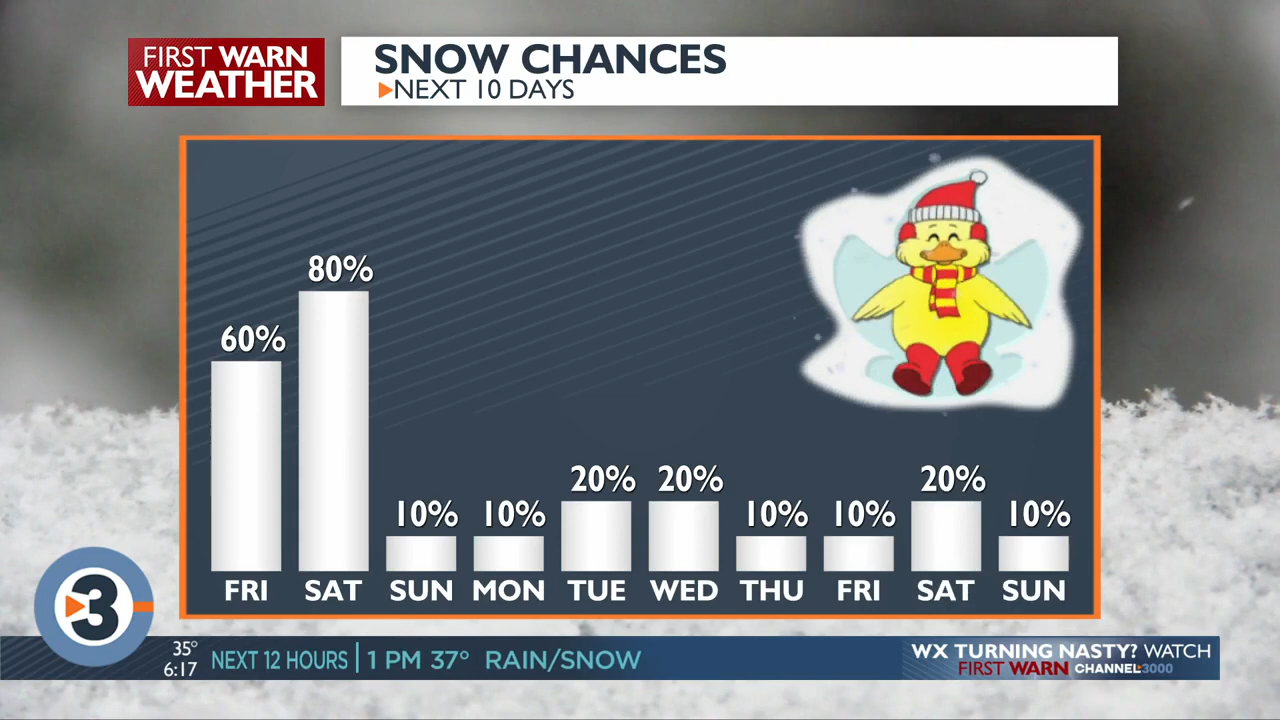 FIRST WARN
WEATHER
SNOW CHANCES
NEXT 10 DAYS
60%
80%
10%
10%
20%
20%
10%
10%
20%
10%
FRI
SAT
SUN
MON
TUE
WED
THU
FRI
SAT
SUN
3
35°
6:17
NEXT 12 HOURS
1 PM 37° RAIN/SNOW
WX TURNING NASTY? WATCH
FIRST WARN CHANNEL3000